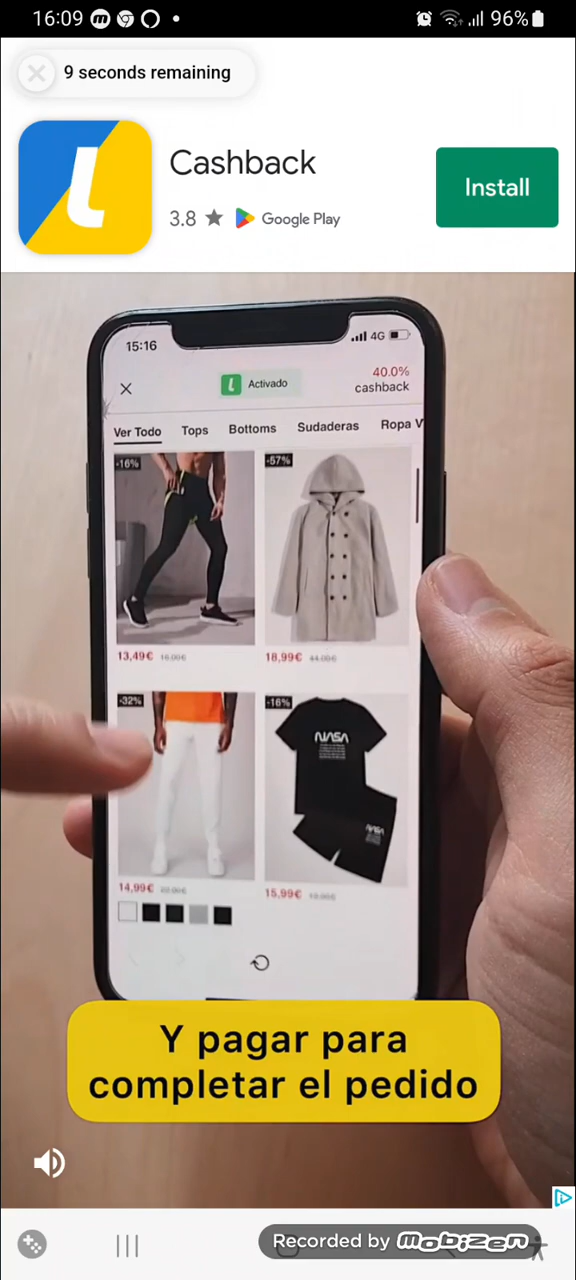 16:09
96%
9 seconds remaining
Cashback
Install
3.8 ★ Google Play
15:16
4G
Activado
40.0%
cashback
Ver Todo Tops Bottoms Sudaderas Ropa V
-16%
-57%
13,49€
18,99€
-32%
-16%
NASA
NASA
14,99€
15,99€
Y pagar para
completar el pedido
Recorded by mobizen